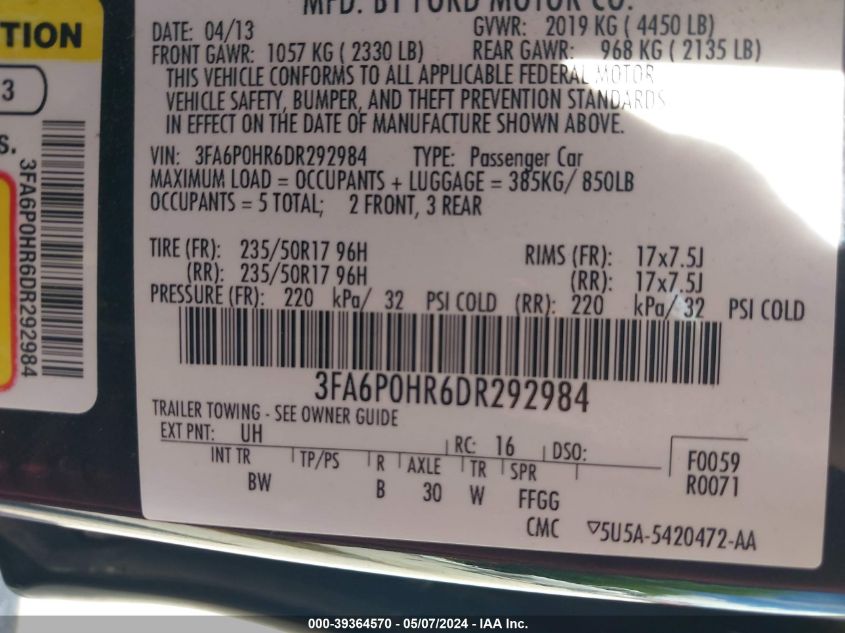 MFD. BY FORD MOTOR CO.
DATE: 04/13 GVWR: 2019 KG ( 4450 LB)
FRONT GAWR: 1057 KG ( 2330 LB) REAR GAWR: 968 KG ( 2135 LB)
THIS VEHICLE CONFORMS TO ALL APPLICABLE FEDERAL MOTOR
VEHICLE SAFETY, BUMPER, AND THEFT PREVENTION STANDARDS
IN EFFECT ON THE DATE OF MANUFACTURE SHOWN ABOVE.
VIN: 3FA6P0HR6DR292984 TYPE: Passenger Car
MAXIMUM LOAD = OCCUPANTS + LUGGAGE = 385KG/ 850LB
OCCUPANTS = 5 TOTAL; 2 FRONT, 3 REAR
TIRE (FR): 235/50R17 96H RIMS (FR): 17x7.5J
(RR): 235/50R17 96H (RR): 17x7.5J
PRESSURE (FR): 220 kPa/ 32 PSI COLD (RR): 220 kPa/ 32 PSI COLD
3FA6P0HR6DR292984
TRAILER TOWING - SEE OWNER GUIDE
EXT PNT: UH RC: 16 DSO:
INT TR TP/PS R AXLE TR SPR
BW B 30 W FFGG
CMC
F0059
R0071
▽5U5A-5420472-AA
TION
3
S.
3FA6P0HR6DR292984
000-39364570 - 05/07/2024 - IAA Inc.